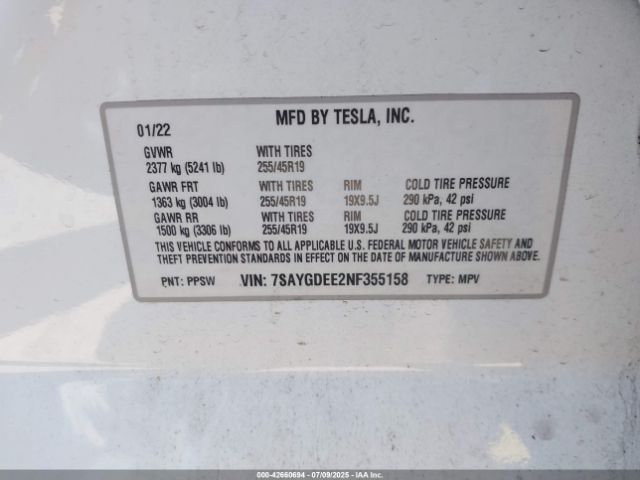 MFD BY TESLA, INC.
01/22
GVWR WITH TIRES
2377 kg (5241 lb) 255/45R19
GAWR FRT WITH TIRES RIM COLD TIRE PRESSURE
1363 kg (3004 lb) 255/45R19 19X9.5J 290 kPa, 42 psi
GAWR RR WITH TIRES RIM COLD TIRE PRESSURE
1500 kg (3306 lb) 255/45R19 19X9.5J 290 kPa, 42 psi
THIS VEHICLE CONFORMS TO ALL APPLICABLE U.S. FEDERAL MOTOR VEHICLE SAFETY AND
THEFT PREVENTION STANDARDS IN EFFECT ON THE DATE OF MANUFACTURE SHOWN ABOVE.
PNT: PPSW VIN: 7SAYGDEE2NF355158 TYPE: MPV
000-42660694 - 07/09/2025 - IAA Inc.